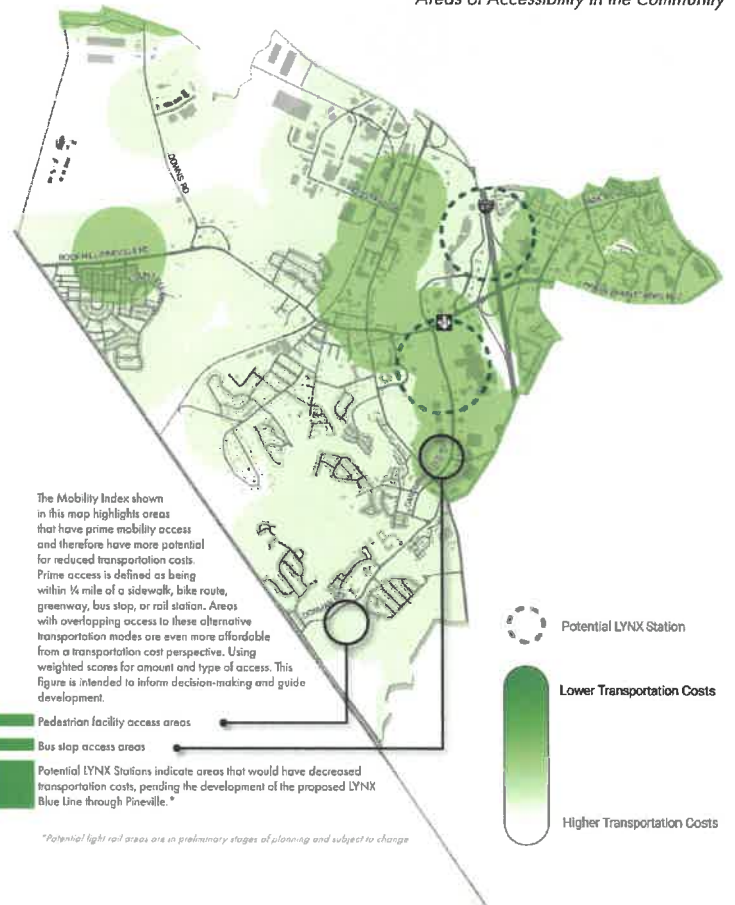 Areas of Accessibility in the Community
DOWNS RD
The Mobility Index shown
in this map highlights areas
that have prime mobility access
and therefore have more potential
for reduced transportation costs.
Prime access is defined as being
within ¼ mile of a sidewalk, bike route,
greenway, bus stop, or rail station. Areas
with overlapping access to these alternative
transportation modes are even more affordable
from a transportation cost perspective. Using
weighted scores for amount and type of access. This
figure is intended to inform decision-making and guide
development.
Pedestrian facility access areas
Bus stop access areas
Potential LYNX Stations indicate areas that would have decreased
transportation costs, pending the development of the proposed LYNX
Blue Line through Pineville.*
*Potential light rail areas are in preliminary stages of planning and subject to change
Potential LYNX Station
Lower Transportation Costs
Higher Transportation Costs